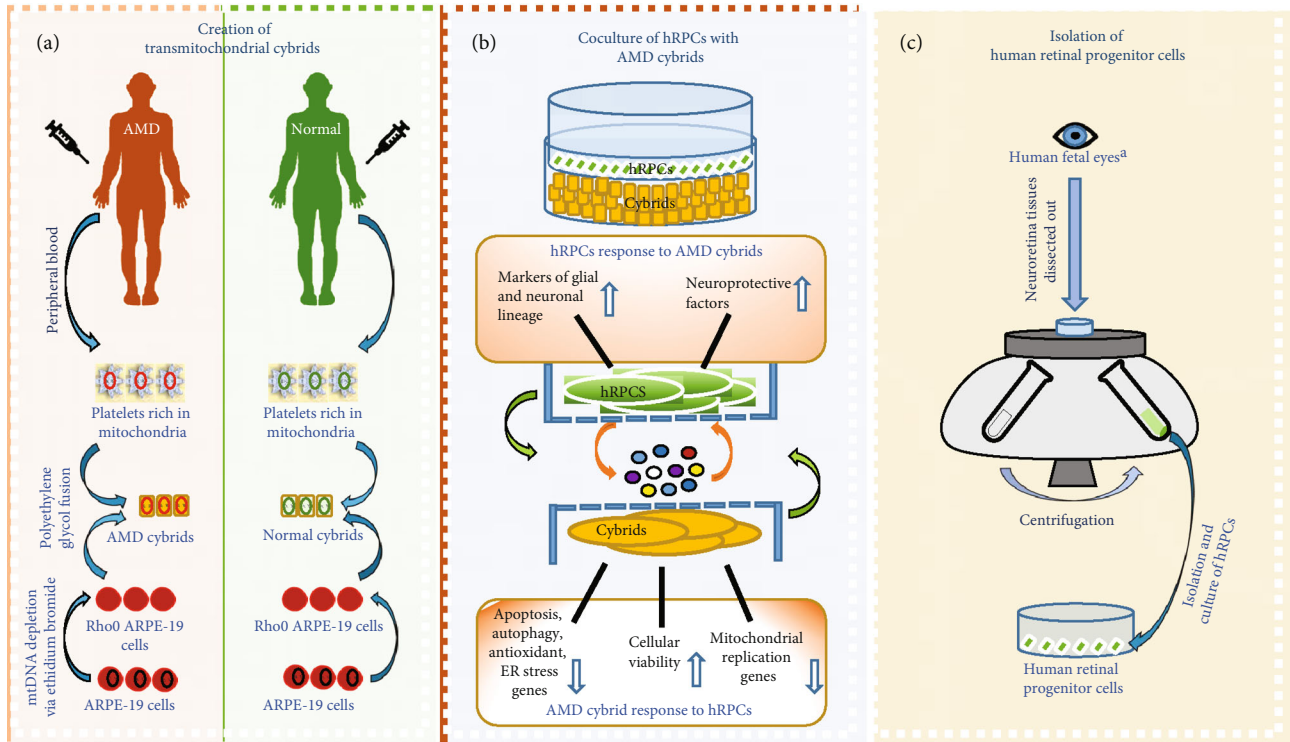 (a)
Creation of
transmitochondrial cybrids
AMD
Normal
Peripheral blood
Platelets rich in
mitochondria
Platelets rich in
mitochondria
Polyethylene
glycol fusion
AMD cybrids
Normal cybrids
mtDNA depletion
via ethidium bromide
Rho0 ARPE-19
cells
Rho0 ARPE-19 cells
ARPE-19 cells
ARPE-19 cells
(b)
Coculture of hRPCs with
AMD cybrids
hRPCs
Cybrids
hRPCs response to AMD cybrids
Markers of glial
and neuronal
lineage
Neuroprotective
factors
hRPCS
Cybrids
Apoptosis,
autophagy,
antioxidant,
ER stress
genes
Cellular
viability
Mitochondrial
replication
genes
AMD cybrid response to hRPCs
(c)
Isolation of
human retinal progenitor cells
Human fetal eyesᵃ
Neuroretina tissues
dissected out
Centrifugation
Isolation and
culture of hRPCs
Human retinal
progenitor cells